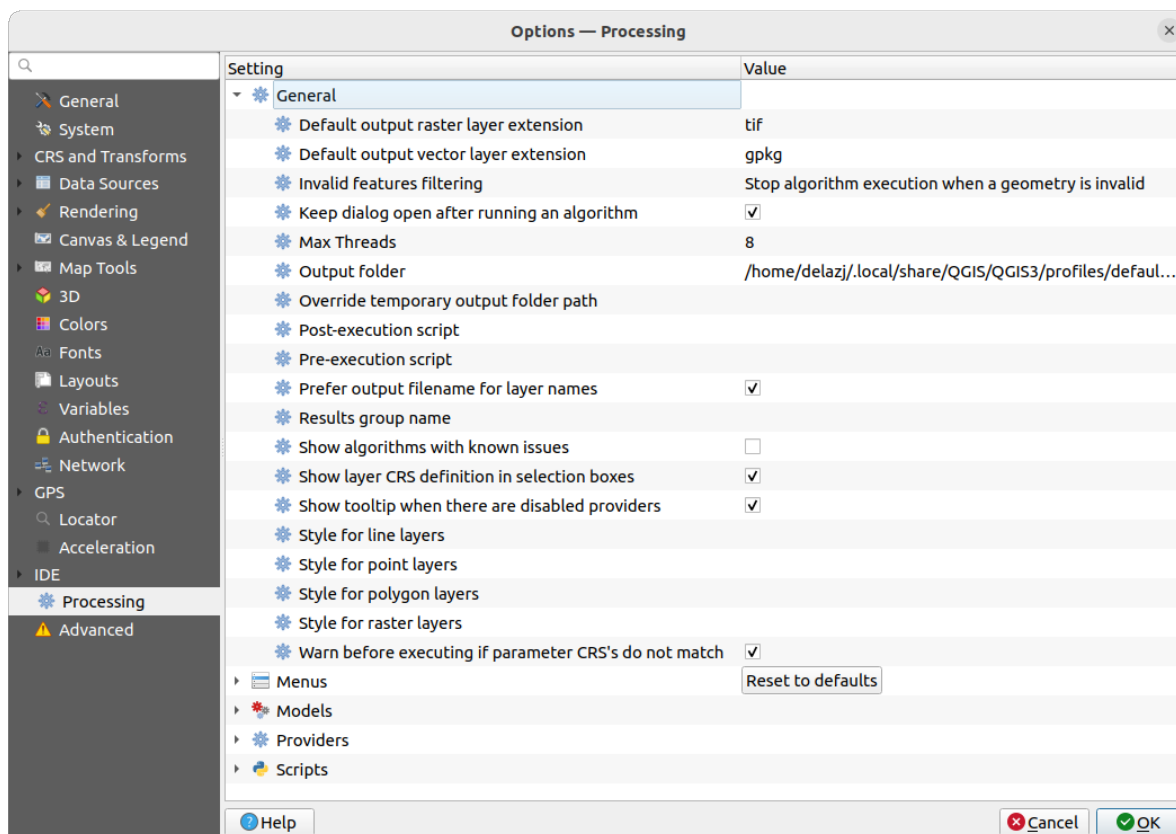 Options — Processing
Setting
Value
General
General
System
CRS and Transforms
Data Sources
Rendering
Canvas & Legend
Map Tools
3D
Colors
Aa Fonts
Layouts
Variables
Authentication
Network
GPS
Locator
Acceleration
IDE
Processing
Advanced
Default output raster layer extension tif
Default output vector layer extension gpkg
Invalid features filtering Stop algorithm execution when a geometry is invalid
Keep dialog open after running an algorithm
Max Threads 8
Output folder /home/delazj/.local/share/QGIS/QGIS3/profiles/defaul...
Override temporary output folder path
Post-execution script
Pre-execution script
Prefer output filename for layer names
Results group name
Show algorithms with known issues
Show layer CRS definition in selection boxes
Show tooltip when there are disabled providers
Style for line layers
Style for point layers
Style for polygon layers
Style for raster layers
Warn before executing if parameter CRS's do not match
Menus Reset to defaults
Models
Providers
Scripts
Help
Cancel
OK